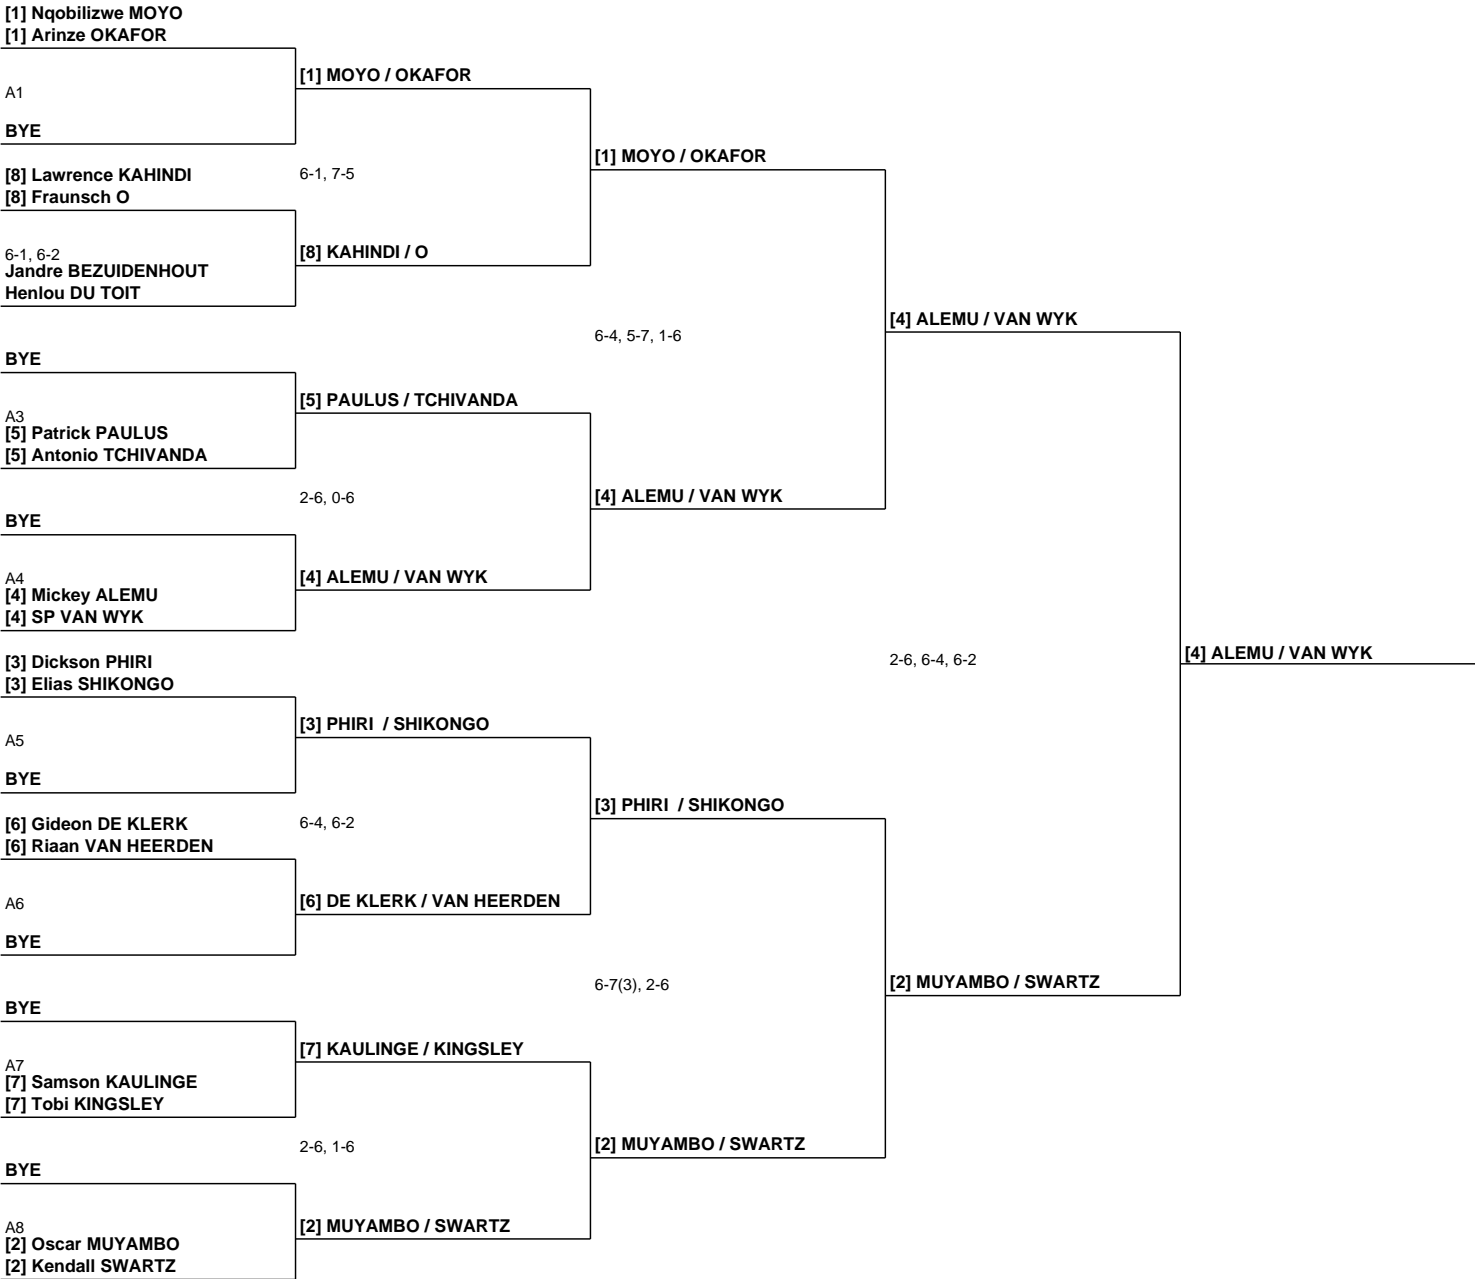 [1] Nqobilizwe MOYO
[1] Arinze OKAFOR
[1] MOYO / OKAFOR
A1
BYE
[1] MOYO / OKAFOR
[8] Lawrence KAHINDI
6-1, 7-5
[8] Fraunsch O
6-1, 6-2
[8] KAHINDI / O
Jandre BEZUIDENHOUT
Henlou DU TOIT
[4] ALEMU / VAN WYK
6-4, 5-7, 1-6
BYE
[5] PAULUS / TCHIVANDA
A3
[5] Patrick PAULUS
[5] Antonio TCHIVANDA
2-6, 0-6
[4] ALEMU / VAN WYK
BYE
A4
[4] ALEMU / VAN WYK
[4] Mickey ALEMU
[4] SP VAN WYK
[3] Dickson PHIRI
2-6, 6-4, 6-2
[4] ALEMU / VAN WYK
[3] Elias SHIKONGO
[3] PHIRI / SHIKONGO
A5
BYE
[3] PHIRI / SHIKONGO
[6] Gideon DE KLERK
6-4, 6-2
[6] Riaan VAN HEERDEN
A6
[6] DE KLERK / VAN HEERDEN
BYE
6-7(3), 2-6
[2] MUYAMBO / SWARTZ
BYE
[7] KAULINGE / KINGSLEY
A7
[7] Samson KAULINGE
[7] Tobi KINGSLEY
2-6, 1-6
[2] MUYAMBO / SWARTZ
BYE
A8
[2] MUYAMBO / SWARTZ
[2] Oscar MUYAMBO
[2] Kendall SWARTZ